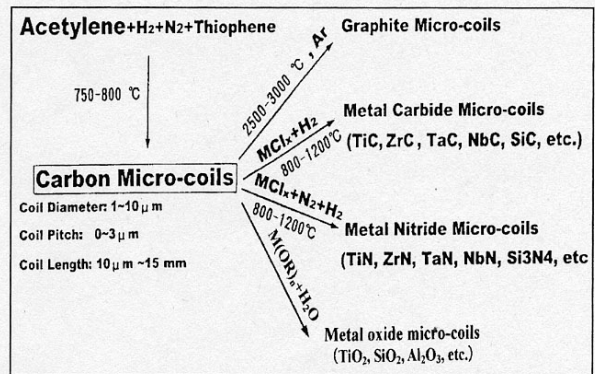 Acetylene+H2+N2+Thiophene
750-800 ℃
Carbon Micro-coils
Coil Diameter: 1~10μm
Coil Pitch: 0~3μm
Coil Length: 10μm ~15 mm
2500-3000 ℃ , Ar
Graphite Micro-coils
MClx+H2
800-1200℃
Metal Carbide Micro-coils
(TiC, ZrC, TaC, NbC, SiC, etc.)
MClx+N2+H2
800-1200℃
Metal Nitride Micro-coils
(TiN, ZrN, TaN, NbN, Si3N4, etc
M(OR)n+H2O
Metal oxide micro-coils
(TiO2, SiO2, Al2O3, etc.)